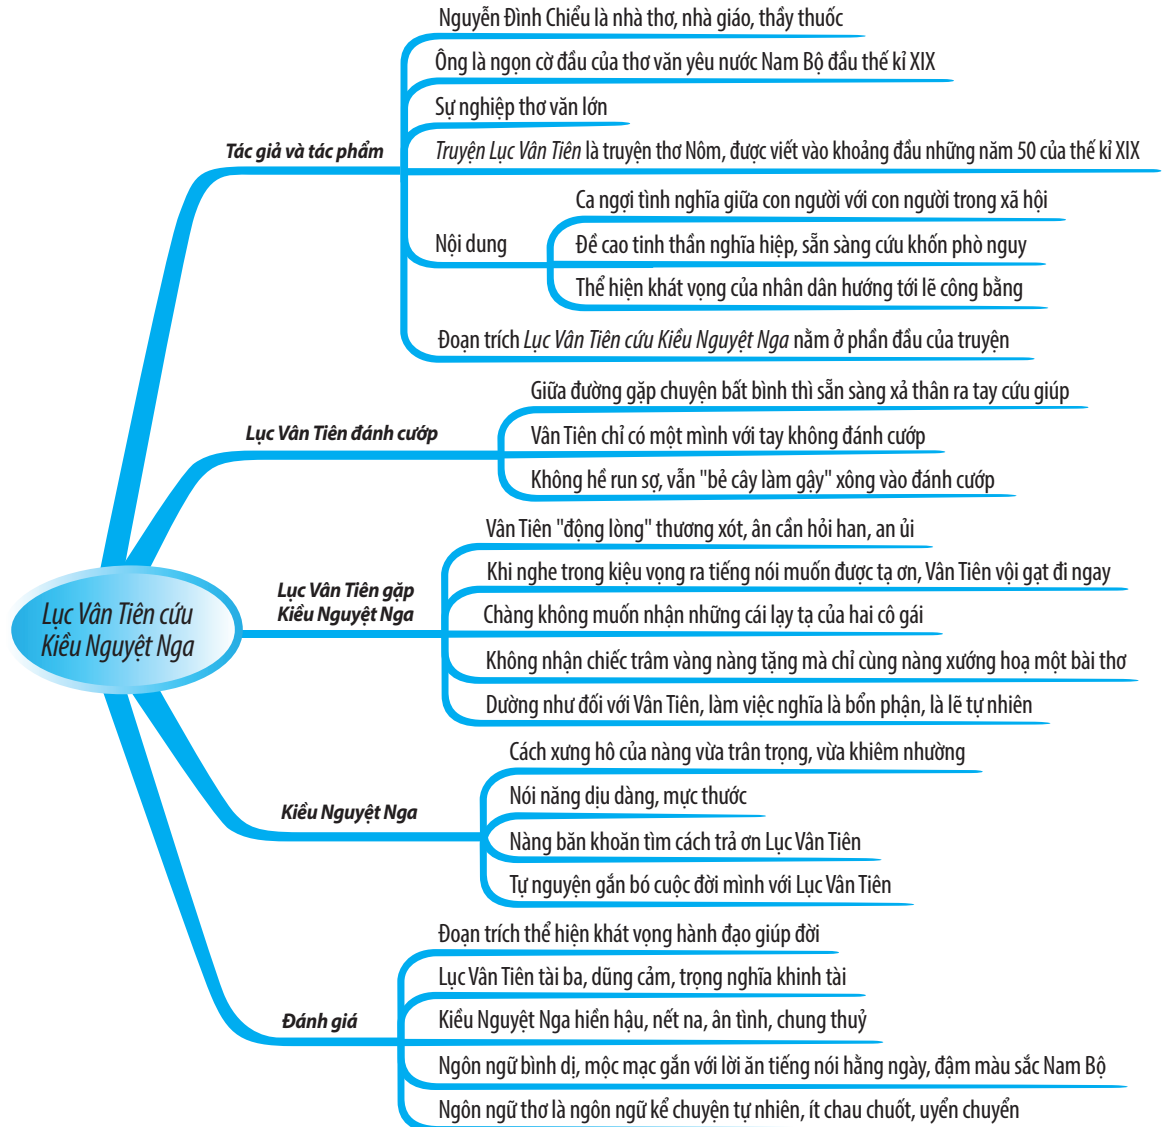 Nguyễn Đình Chiểu là nhà thơ, nhà giáo, thầy thuốc
Ông là ngọn cờ đầu của thơ văn yêu nước Nam Bộ đầu thế kỉ XIX
Sự nghiệp thơ văn lớn
Tác giả và tác phẩm
Truyện Lục Vân Tiên là truyện thơ Nôm, được viết vào khoảng đầu những năm 50 của thế kỉ XIX
Nội dung
Ca ngợi tình nghĩa giữa con người với con người trong xã hội
Đề cao tinh thần nghĩa hiệp, sẵn sàng cứu khốn phò nguy
Thể hiện khát vọng của nhân dân hướng tới lẽ công bằng
Đoạn trích Lục Vân Tiên cứu Kiều Nguyệt Nga nằm ở phần đầu của truyện
Lục Vân Tiên đánh cướp
Giữa đường gặp chuyện bất bình thì sẵn sàng xả thân ra tay cứu giúp
Vân Tiên chỉ có một mình với tay không đánh cướp
Không hề run sợ, vẫn "bẻ cây làm gậy" xông vào đánh cướp
Lục Vân Tiên cứu
Kiều Nguyệt Nga
Lục Vân Tiên gặp
Kiều Nguyệt Nga
Vân Tiên "động lòng" thương xót, ân cần hỏi han, an ủi
Khi nghe trong kiệu vọng ra tiếng nói muốn được tạ ơn, Vân Tiên vội gạt đi ngay
Chàng không muốn nhận những cái lạy tạ của hai cô gái
Không nhận chiếc trâm vàng nàng tặng mà chỉ cùng nàng xướng hoạ một bài thơ
Dường như đối với Vân Tiên, làm việc nghĩa là bổn phận, là lẽ tự nhiên
Kiều Nguyệt Nga
Cách xưng hô của nàng vừa trân trọng, vừa khiêm nhường
Nói năng dịu dàng, mực thước
Nàng băn khoăn tìm cách trả ơn Lục Vân Tiên
Tự nguyện gắn bó cuộc đời mình với Lục Vân Tiên
Đánh giá
Đoạn trích thể hiện khát vọng hành đạo giúp đời
Lục Vân Tiên tài ba, dũng cảm, trọng nghĩa khinh tài
Kiều Nguyệt Nga hiền hậu, nết na, ân tình, chung thuỷ
Ngôn ngữ bình dị, mộc mạc gắn với lời ăn tiếng nói hằng ngày, đậm màu sắc Nam Bộ
Ngôn ngữ thơ là ngôn ngữ kể chuyện tự nhiên, ít chau chuốt, uyển chuyển